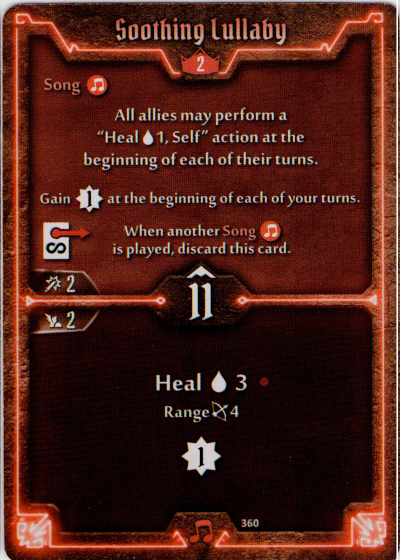 Soothing Lullaby
2
Song
All allies may perform a
“Heal 1, Self” action at the
beginning of each of their turns.
Gain 1 at the beginning of each of your turns.
When another Song
is played, discard this card.
2
11
2
Heal 3
Range 4
1
360